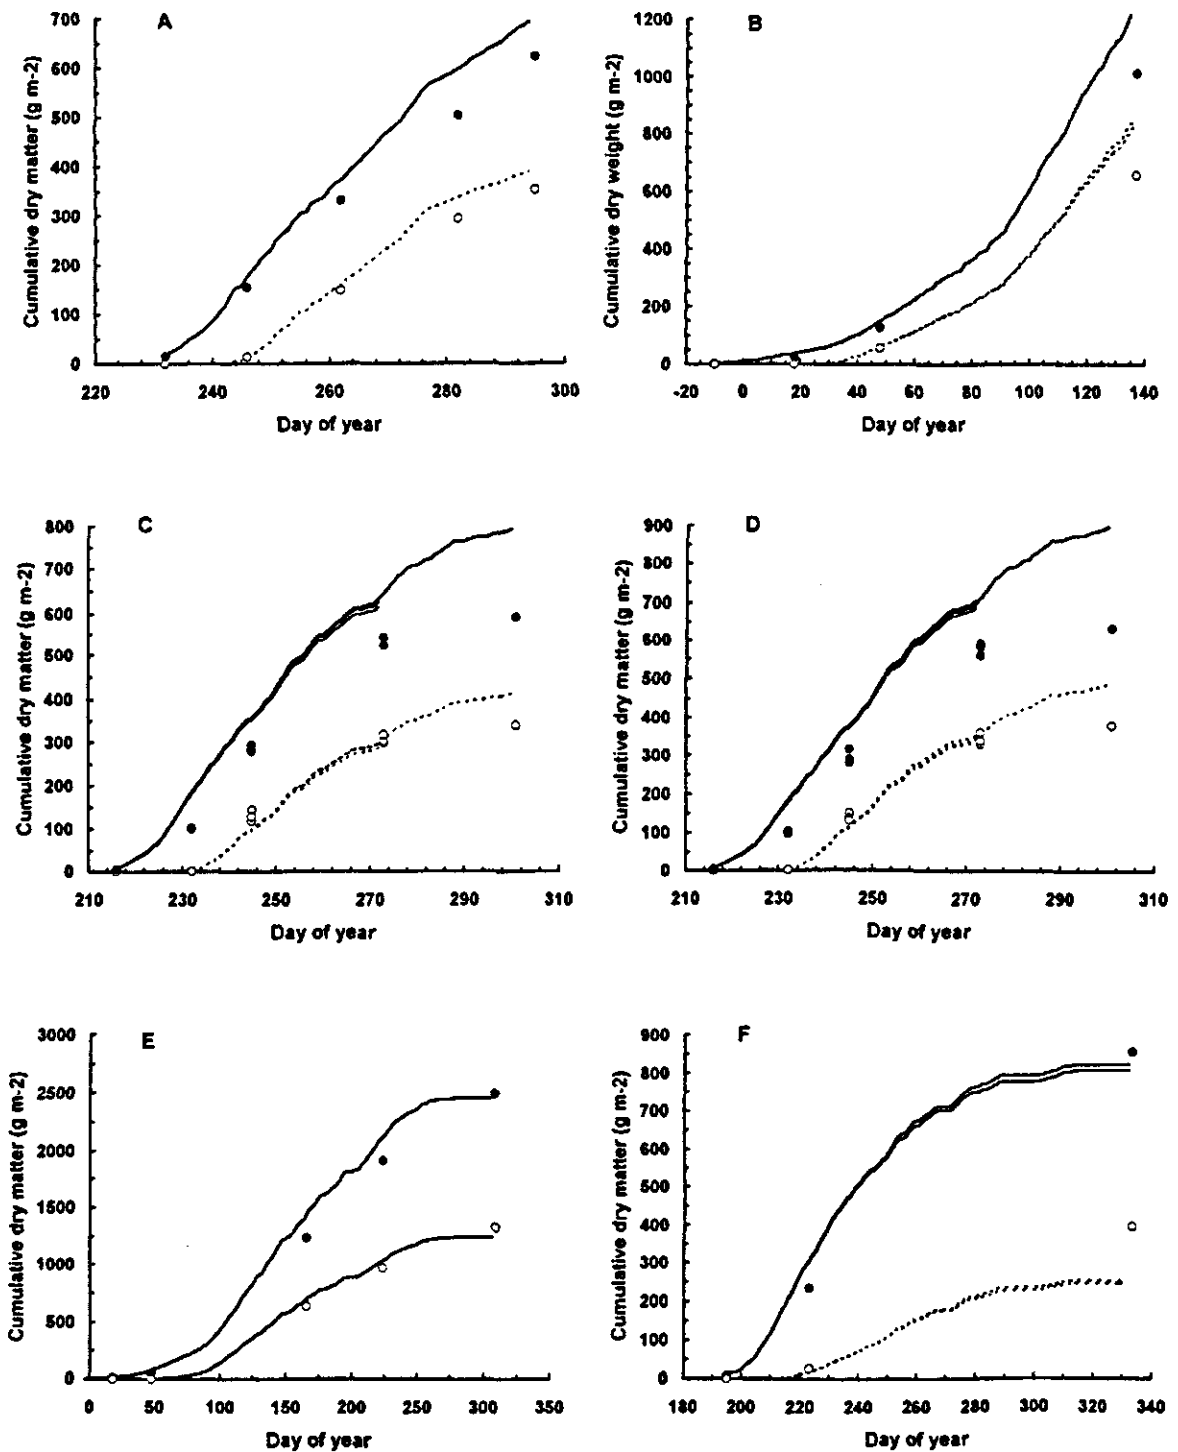 A
Cumulative dry matter (g m-2)
700
600
500
400
300
200
100
0
220 240 260 280 300
Day of year
B
Cumulative dry weight (g m-2)
1200
1000
800
600
400
200
0
-20 0 20 40 60 80 100 120 140
Day of year
C
Cumulative dry matter (g m-2)
800
700
600
500
400
300
200
100
0
210 230 250 270 290 310
Day of year
D
Cumulative dry matter (g m-2)
900
800
700
600
500
400
300
200
100
0
210 230 250 270 290 310
Day of year
E
Cumulative dry matter (g m-2)
3000
2500
2000
1500
1000
500
0
0 50 100 150 200 250 300 350
Day of year
F
Cumulative dry matter (g m-2)
900
800
700
600
500
400
300
200
100
0
180 200 220 240 260 280 300 320 340
Day of year